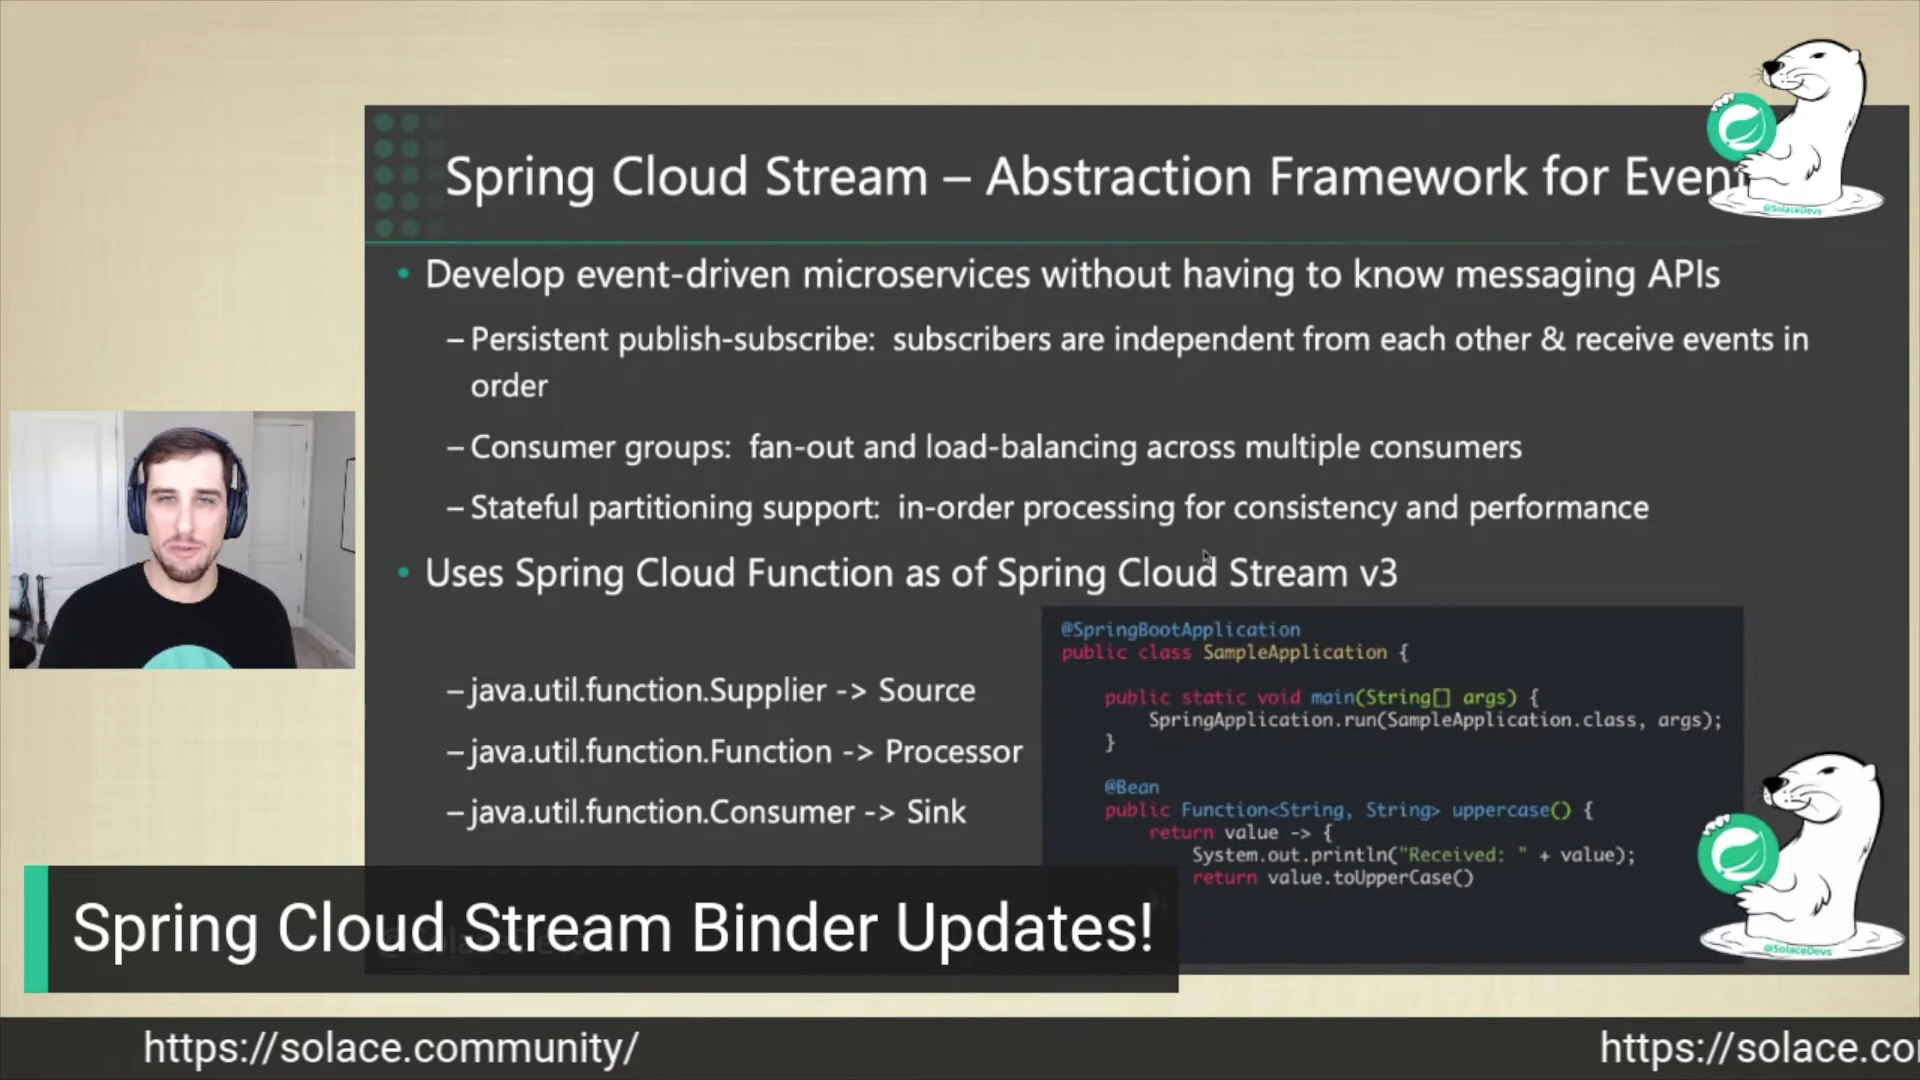 Spring Cloud Stream – Abstraction Framework for Even
@SolaceDevs
• Develop event-driven microservices without having to know messaging APIs
– Persistent publish-subscribe: subscribers are independent from each other & receive events in
order
– Consumer groups: fan-out and load-balancing across multiple consumers
– Stateful partitioning support: in-order processing for consistency and performance
• Uses Spring Cloud Function as of Spring Cloud Stream v3
– java.util.function.Supplier -> Source
– java.util.function.Function -> Processor
– java.util.function.Consumer -> Sink
@SpringBootApplication
public class SampleApplication {
public static void main(String[] args) {
SpringApplication.run(SampleApplication.class, args);
}
@Bean
public Function<String, String> uppercase() {
return value -> {
System.out.println("Received: " + value);
return value.toUpperCase()
@SolaceDevs
Spring Cloud Stream Binder Updates!
https://solace.community/
https://solace.co